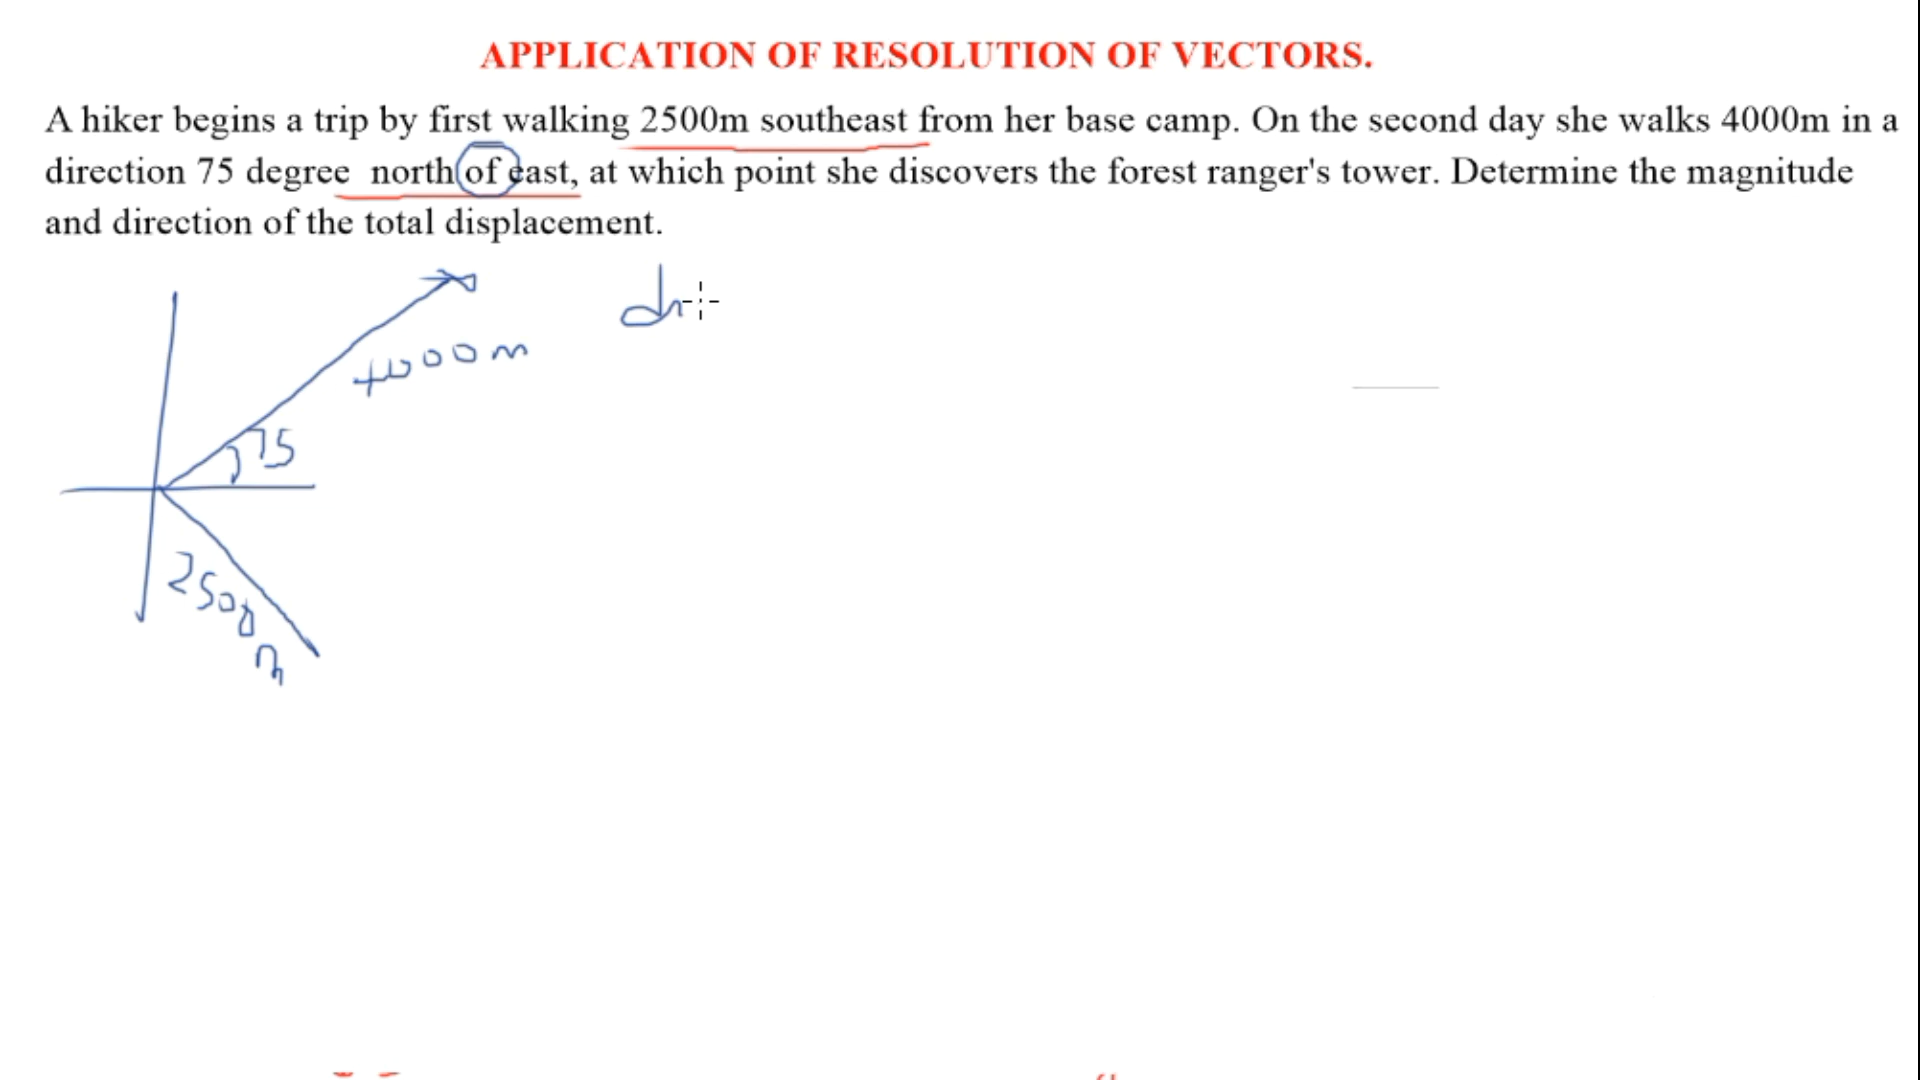 APPLICATION OF RESOLUTION OF VECTORS.
A hiker begins a trip by first walking 2500m southeast from her base camp. On the second day she walks 4000m in a
direction 75 degree north of east, at which point she discovers the forest ranger's tower. Determine the magnitude
and direction of the total displacement.
4000m
75
2500m